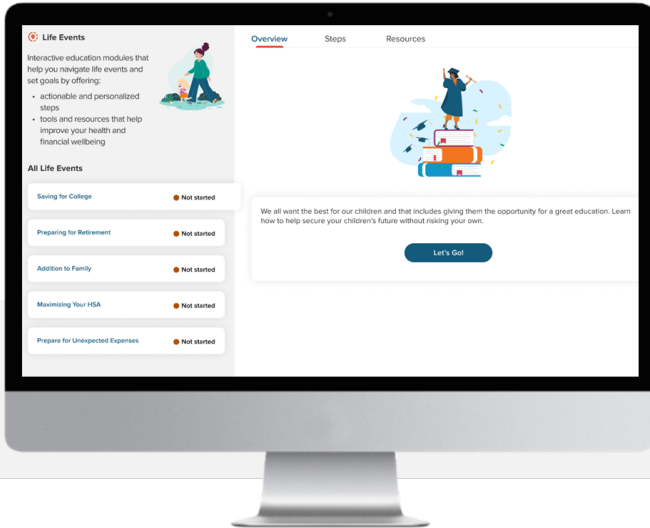 Life Events
Interactive education modules that
help you navigate life events and
set goals by offering:
• actionable and personalized
steps
• tools and resources that help
improve your health and
financial wellbeing
All Life Events
Saving for College
Not started
Preparing for Retirement
Not started
Addition to Family
Not started
Maximizing Your HSA
Not started
Prepare for Unexpected Expenses
Not started
Overview Steps Resources
We all want the best for our children and that includes giving them the opportunity for a great education. Learn
how to help secure your children's future without risking your own.
Let's Go!